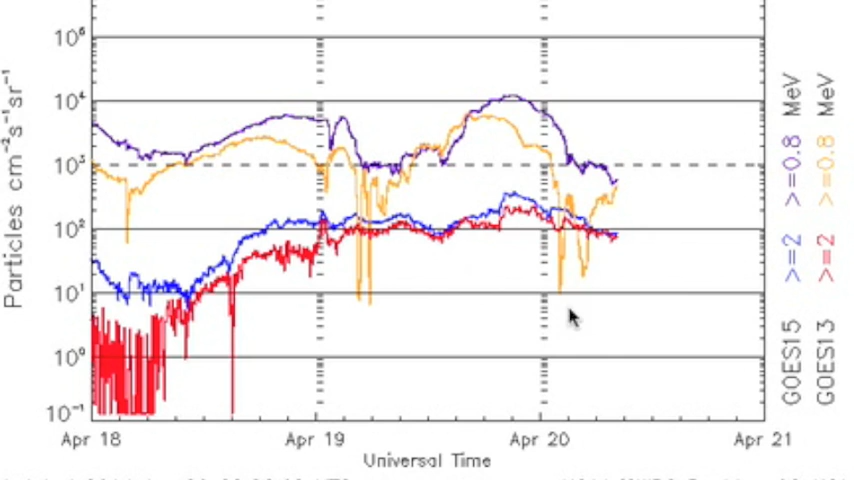 10⁶
10⁴
10³
10²
10¹
10⁰
10⁻¹
Particles cm⁻²s⁻¹sr⁻¹
Apr 18
Apr 19
Apr 20
Apr 21
Universal Time
GOES15 >=2 >=0.8 MeV
GOES13 >=2 >=0.8 MeV